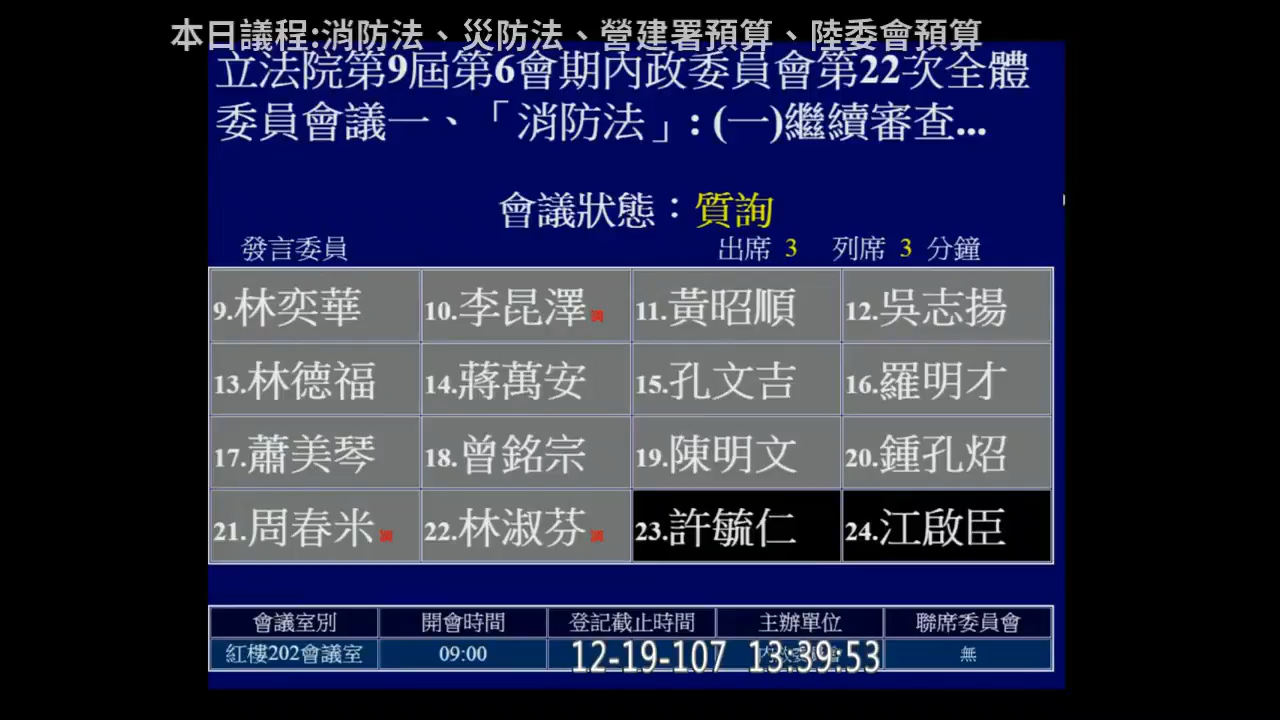 本日議程:消防法、災防法、營建署預算、陸委會預算
立法院第9屆第6會期內政委員會第22次全體
委員會議一、「消防法」: (一)繼續審查...
會議狀態：質詢
發言委員 出席 3 列席 3 分鐘
9.林奕華 10.李昆澤 11.黃昭順 12.吳志揚
13.林德福 14.蔣萬安 15.孔文吉 16.羅明才
17.蕭美琴 18.曾銘宗 19.陳明文 20.鍾孔炤
21.周春米 22.林淑芬 23.許毓仁 24.江啟臣
會議室別 開會時間 登記截止時間 主辦單位 聯席委員會
紅樓202會議室 09:00 無
12-19-107 13:39:53